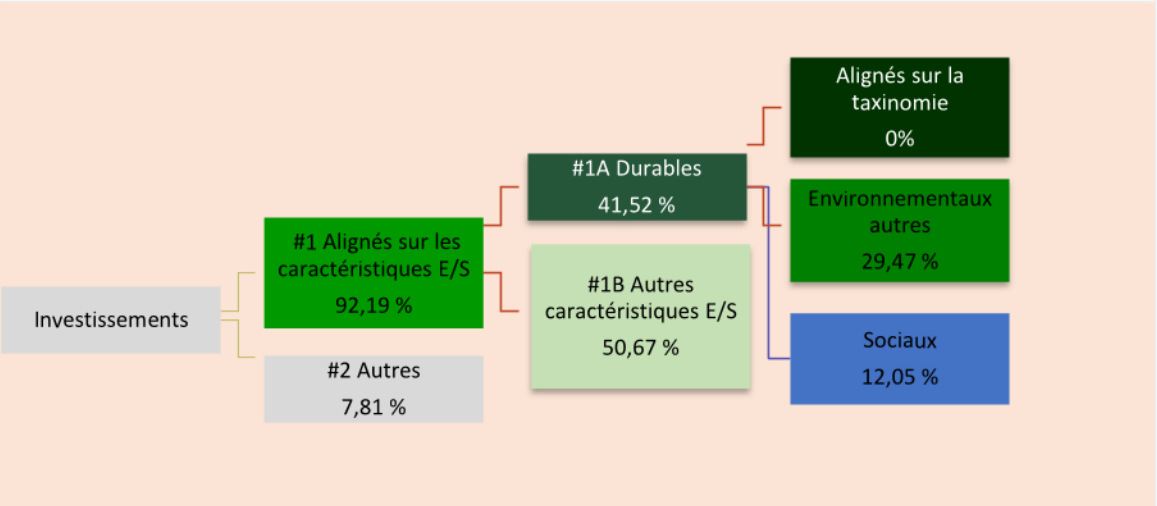 Investissements
#1 Alignés sur les
caractéristiques E/S
92,19 %
#2 Autres
7,81 %
#1A Durables
41,52 %
#1B Autres
caractéristiques E/S
50,67 %
Alignés sur la
taxinomie
0%
Environnementaux
autres
29,47 %
Sociaux
12,05 %